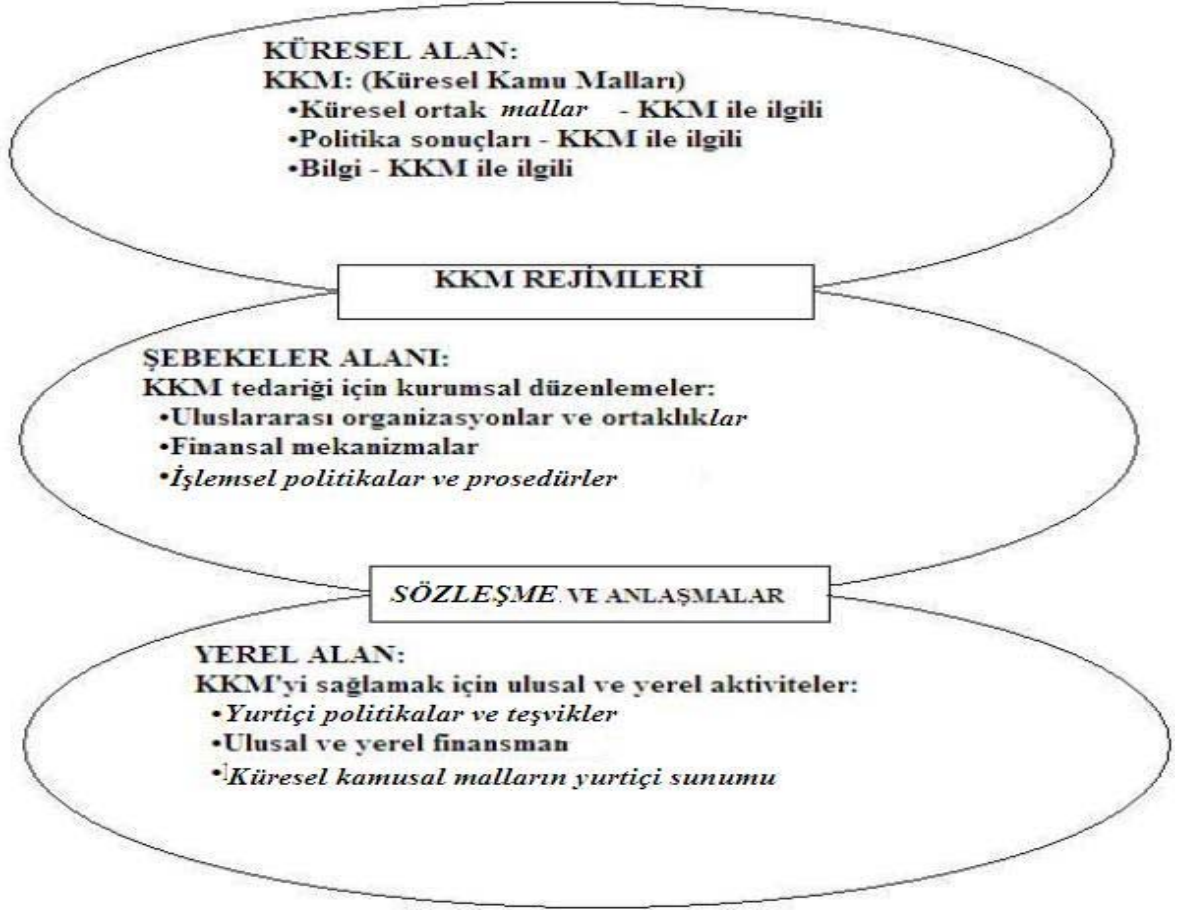 KÜRESEL ALAN:
KKM: (Küresel Kamu Malları)
•Küresel ortak mallar - KKM ile ilgili
•Politika sonuçları - KKM ile ilgili
•Bilgi - KKM ile ilgili
KKM REJİMLERİ
ŞEBEKELER ALANI:
KKM tedariği için kurumsal düzenlemeler:
•Uluslararası organizasyonlar ve ortaklıklar
•Finansal mekanizmalar
•İşlemsel politikalar ve prosedürler
SÖZLEŞME VE ANLAŞMALAR
YEREL ALAN:
KKM'yi sağlamak için ulusal ve yerel aktiviteler:
•Yurtiçi politikalar ve teşvikler
•Ulusal ve yerel finansman
•Küresel kamusal malların yurtiçi sunumu